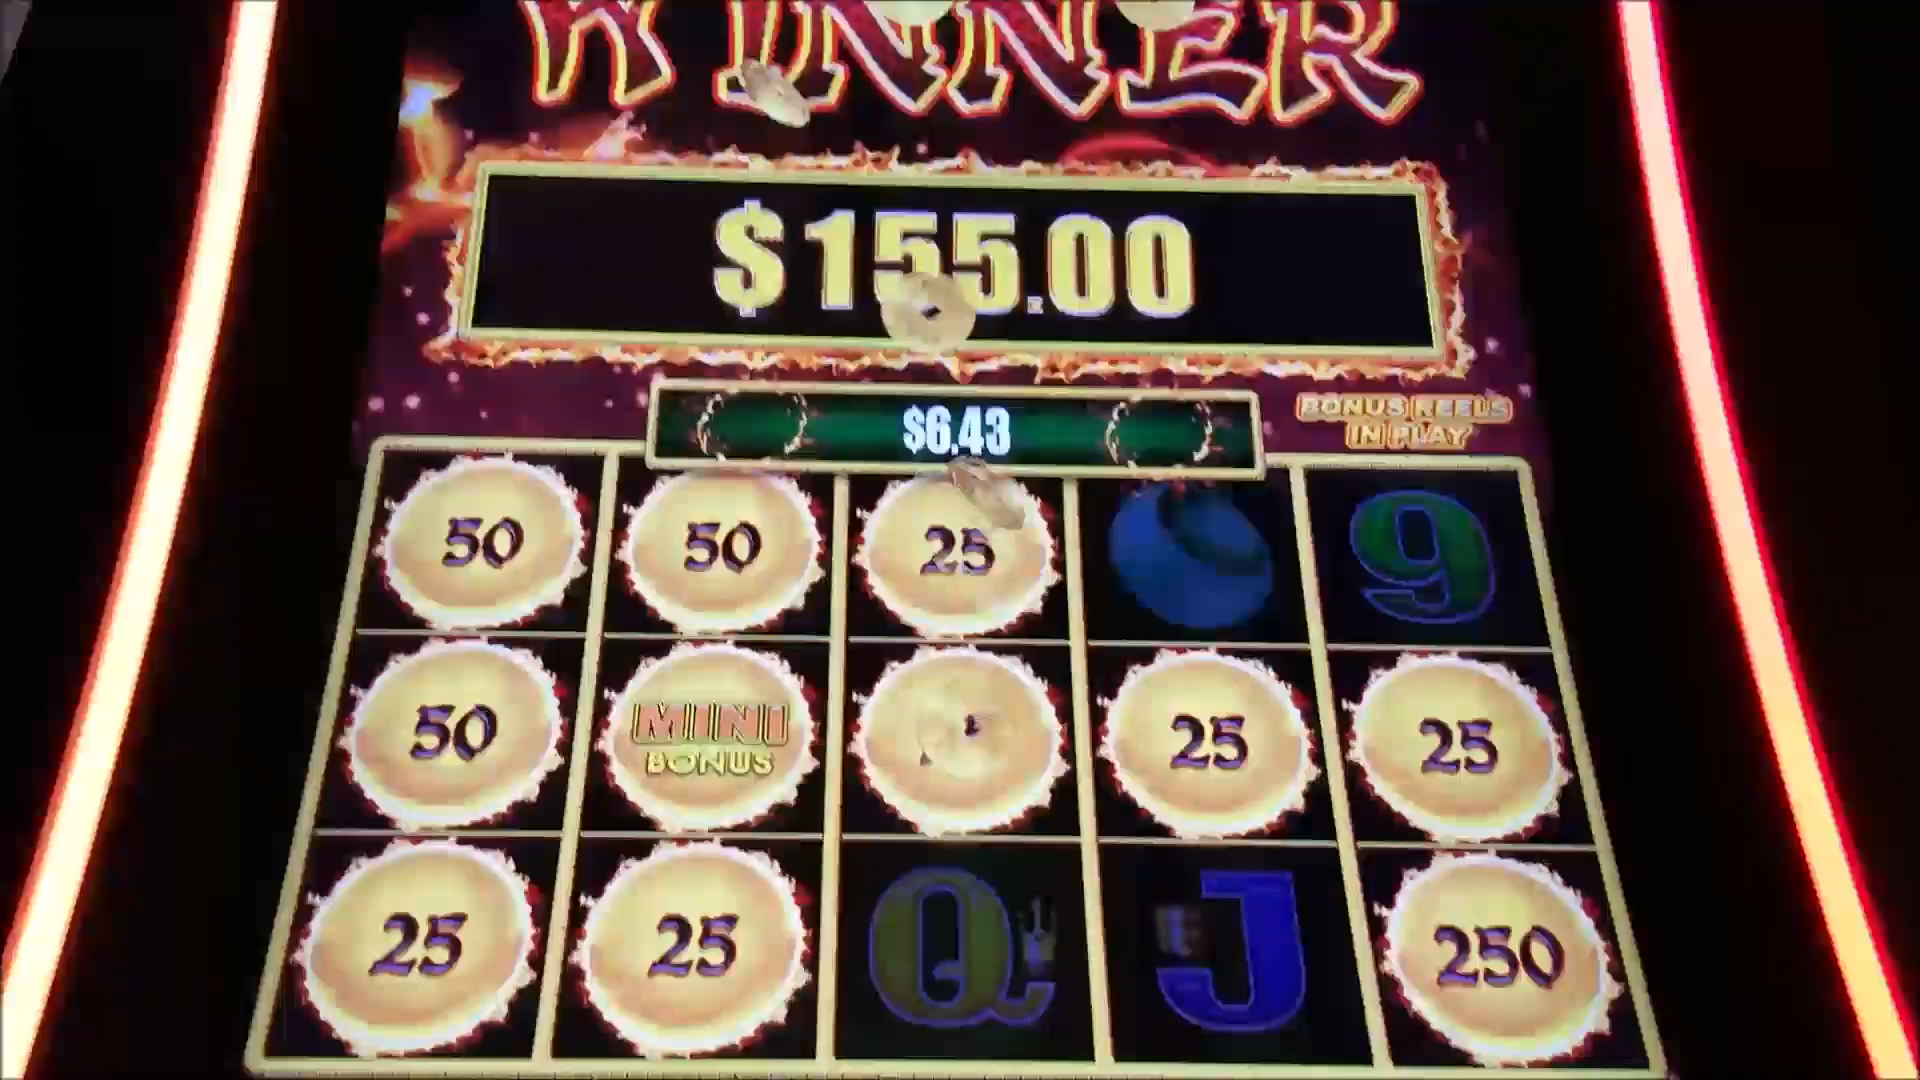 WINNER
$155.00
$6.43
BONUS REELS
IN PLAY
50 50 25 9
50 MINI BONUS 25 25
25 25 Q J 250